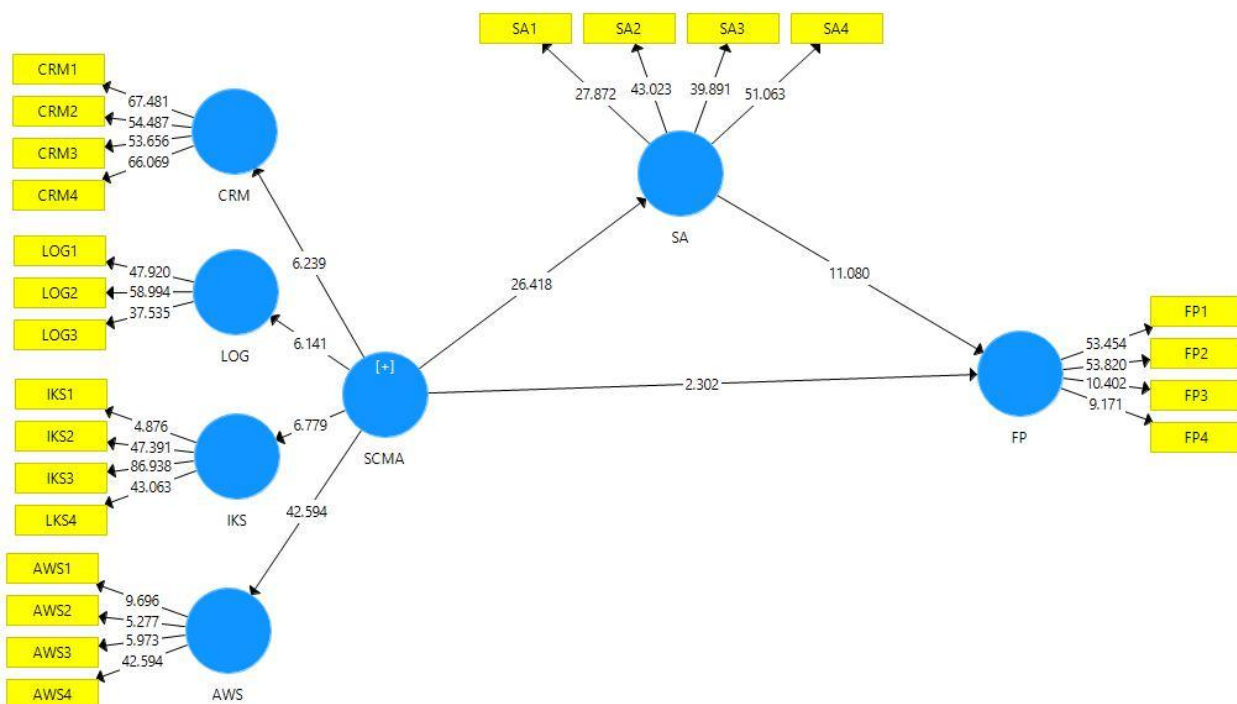 SA1
SA2
SA3
SA4
27.872
43.023
39.891
51.063
SA
CRM1
CRM2
CRM3
CRM4
67.481
54.487
53.656
66.069
CRM
LOG1
LOG2
LOG3
47.920
58.994
37.535
LOG
IKS1
IKS2
IKS3
LKS4
4.876
47.391
86.938
43.063
IKS
AWS1
AWS2
AWS3
AWS4
9.696
5.277
5.973
42.594
AWS
6.239
6.141
6.779
42.594
[+]
SCMA
26.418
2.302
11.080
FP
53.454
53.820
10.402
9.171
FP1
FP2
FP3
FP4